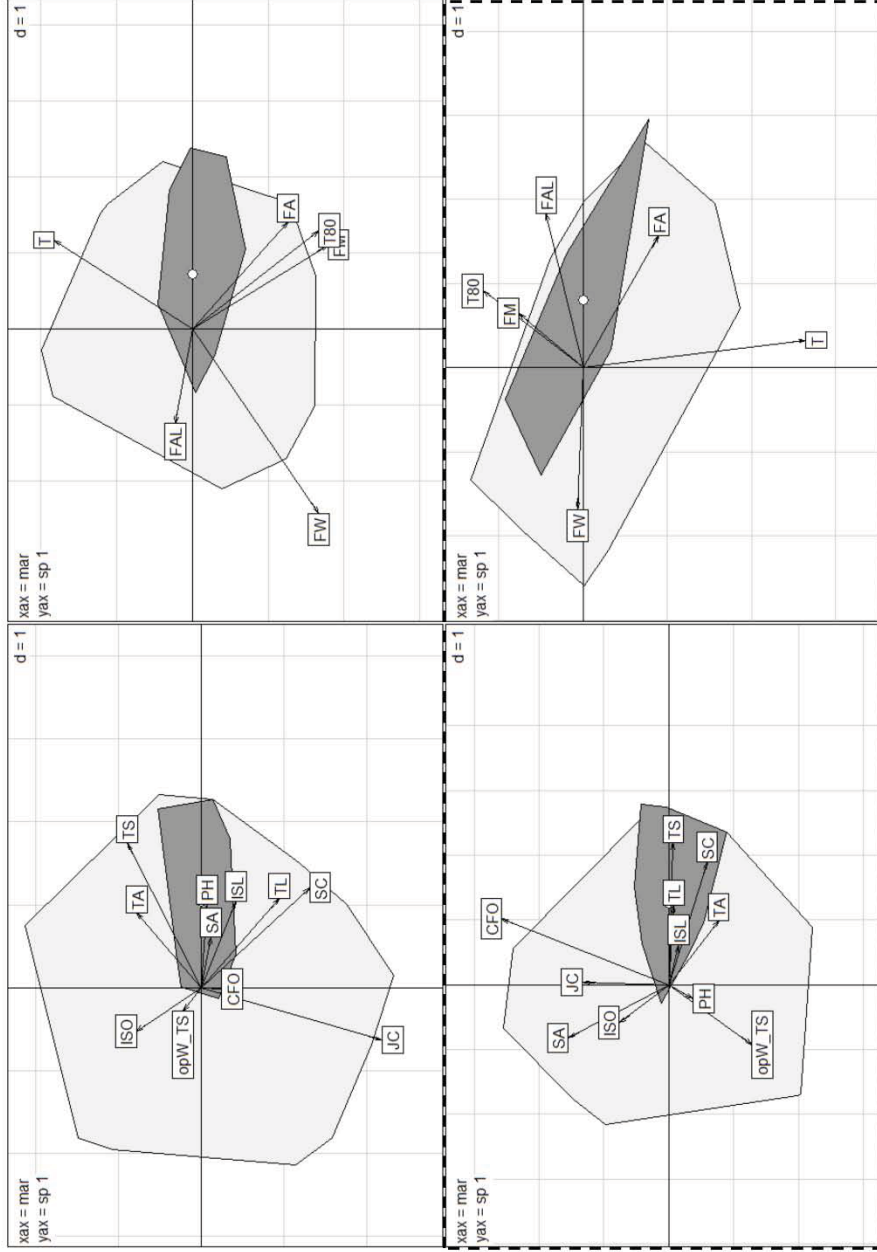 xax = mar
yax = sp 1
d = 1
TS
TA
PH
ISL
SA
TL
SC
CFO
ISO
opW_TS
JC
xax = mar
yax = sp 1
d = 1
T
FA
T80
FM
FAL
FW
xax = mar
yax = sp 1
d = 1
CFO
TS
SC
TL
TA
ISL
JC
SA
ISO
PH
opW_TS
xax = mar
yax = sp 1
d = 1
FAL
FA
T80
FM
T
FW